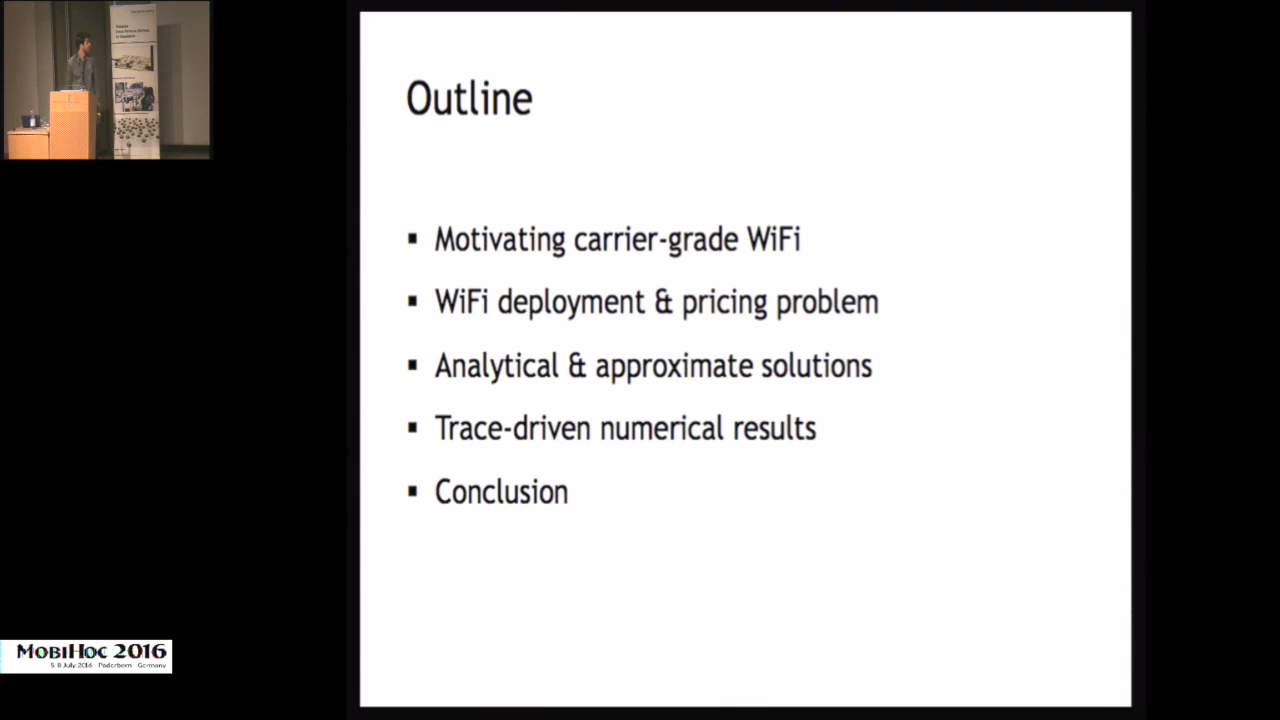 Outline
▪ Motivating carrier-grade WiFi
▪ WiFi deployment & pricing problem
▪ Analytical & approximate solutions
▪ Trace-driven numerical results
▪ Conclusion
MobiHoc 2016
5-8 July 2016 Paderborn Germany